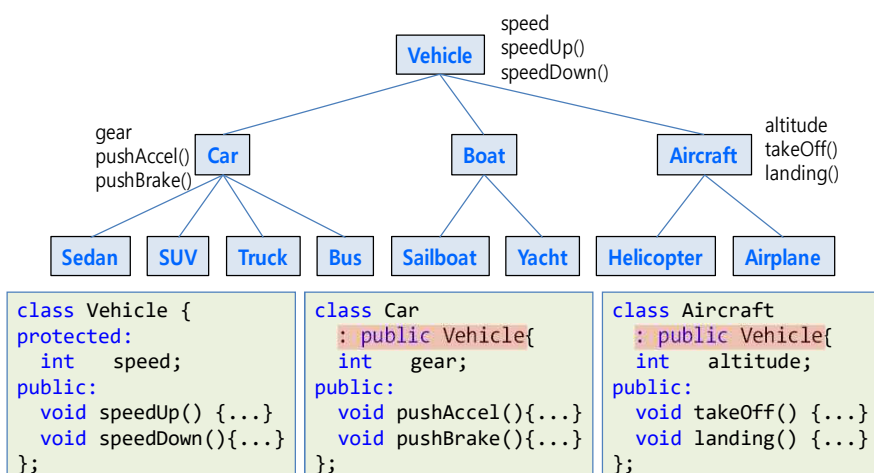 speed
Vehicle
speedUp()
speedDown()
gear
pushAccel()
pushBrake()
Car
Boat
Aircraft
altitude
takeOff()
landing()
Sedan
SUV
Truck
Bus
Sailboat
Yacht
Helicopter
Airplane
class Vehicle {
protected:
  int   speed;
public:
  void speedUp() {...}
  void speedDown(){...}
};
class Car
  : public Vehicle{
  int   gear;
public:
  void pushAccel(){...}
  void pushBrake(){...}
};
class Aircraft
  : public Vehicle{
  int   altitude;
public:
  void takeOff() {...}
  void landing() {...}
};